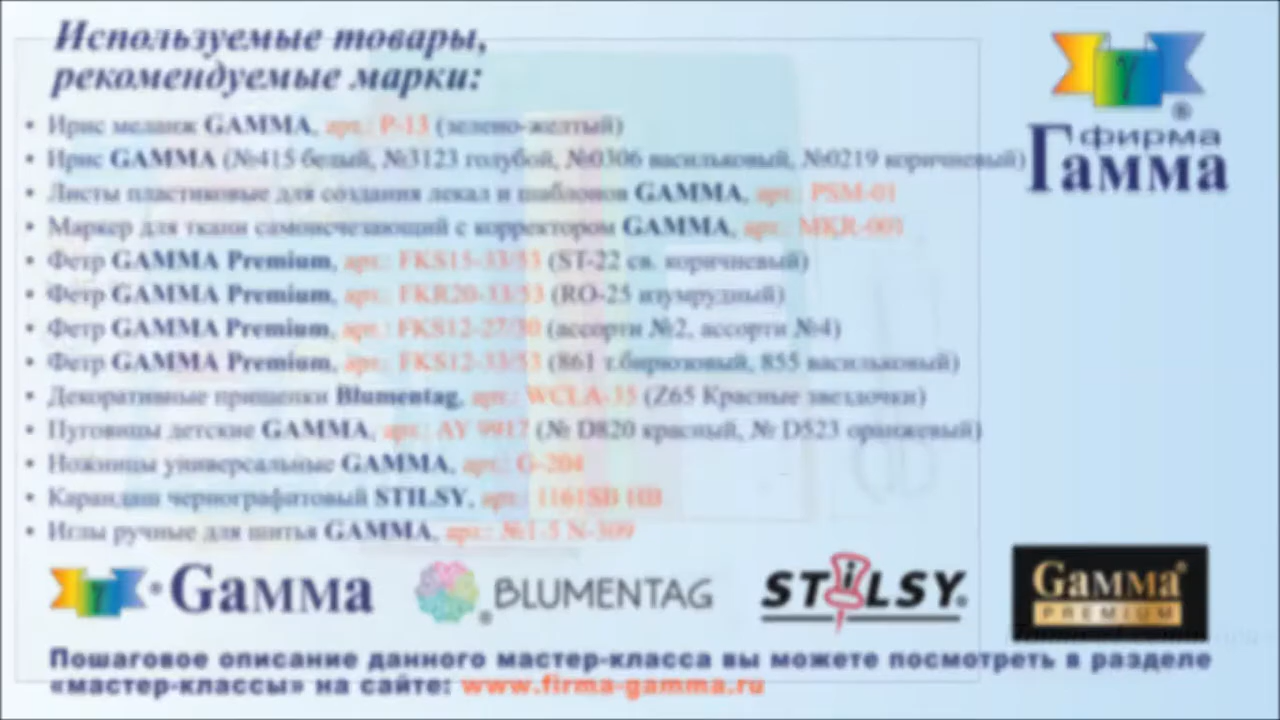 Используемые товары,
рекомендуемые марки:
• Ирис меланж GAMMA, арт.: P-13 (зелено-желтый)
• Ирис GAMMA (№415 белый, №3123 голубой, №0306 васильковый, №0219 коричневый)
• Листы пластиковые для создания лекал и шаблонов GAMMA, арт.: PSM-01
• Маркер для ткани самоисчезающий с корректором GAMMA, арт.: MKR-001
• Фетр GAMMA Premium, арт.: FKS15-33/53 (ST-22 св. коричневый)
• Фетр GAMMA Premium, арт.: FKR20-33/53 (RO-25 изумрудный)
• Фетр GAMMA Premium, арт.: FKS12-27/30 (ассорти №2, ассорти №4)
• Фетр GAMMA Premium, арт.: FKS12-33/53 (861 т.бирюзовый, 855 васильковый)
• Декоративные прищепки Blumentag, арт.: WCLA-35 (Z65 Красные звездочки)
• Пуговицы детские GAMMA, арт.: AY 9917 (№ D820 красный, № D523 оранжевый)
• Ножницы универсальные GAMMA, арт.: G-204
• Карандаш чернографитовый STILSY, арт.: 1161SB HB
• Иглы ручные для шитья GAMMA, арт.: №1-5 N-309
γ ®
фирма
Гамма
γ ® Gamma
® BLUMENTAG
STILSY®
Gamma®
PREMIUM
Пошаговое описание данного мастер-класса вы можете посмотреть в разделе
«мастер-классы» на сайте: www.firma-gamma.ru